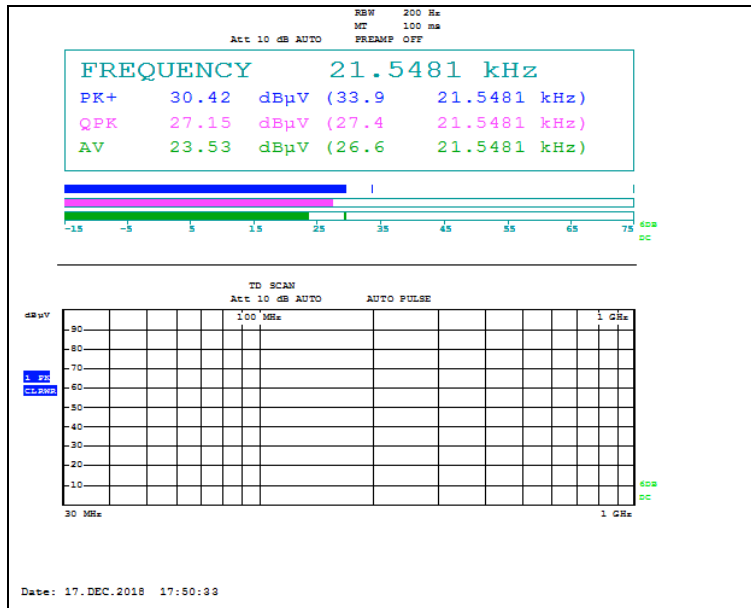 RBW 200 Hz
MT 100 ms
Att 10 dB AUTO PREAMP OFF
FREQUENCY 21.5481 kHz
PK+ 30.42 dBµV (33.9 21.5481 kHz)
QPK 27.15 dBµV (27.4 21.5481 kHz)
AV 23.53 dBµV (26.6 21.5481 kHz)
-15 -5 5 15 25 35 45 55 65 75
6DB
DC
TD SCAN
Att 10 dB AUTO AUTO PULSE
dBµV
100 MHz 1 GHz
90
80
70
1 PK
CLRWR
60
50
40
30
20
10
6DB
DC
30 MHz 1 GHz
Date: 17.DEC.2018 17:50:33